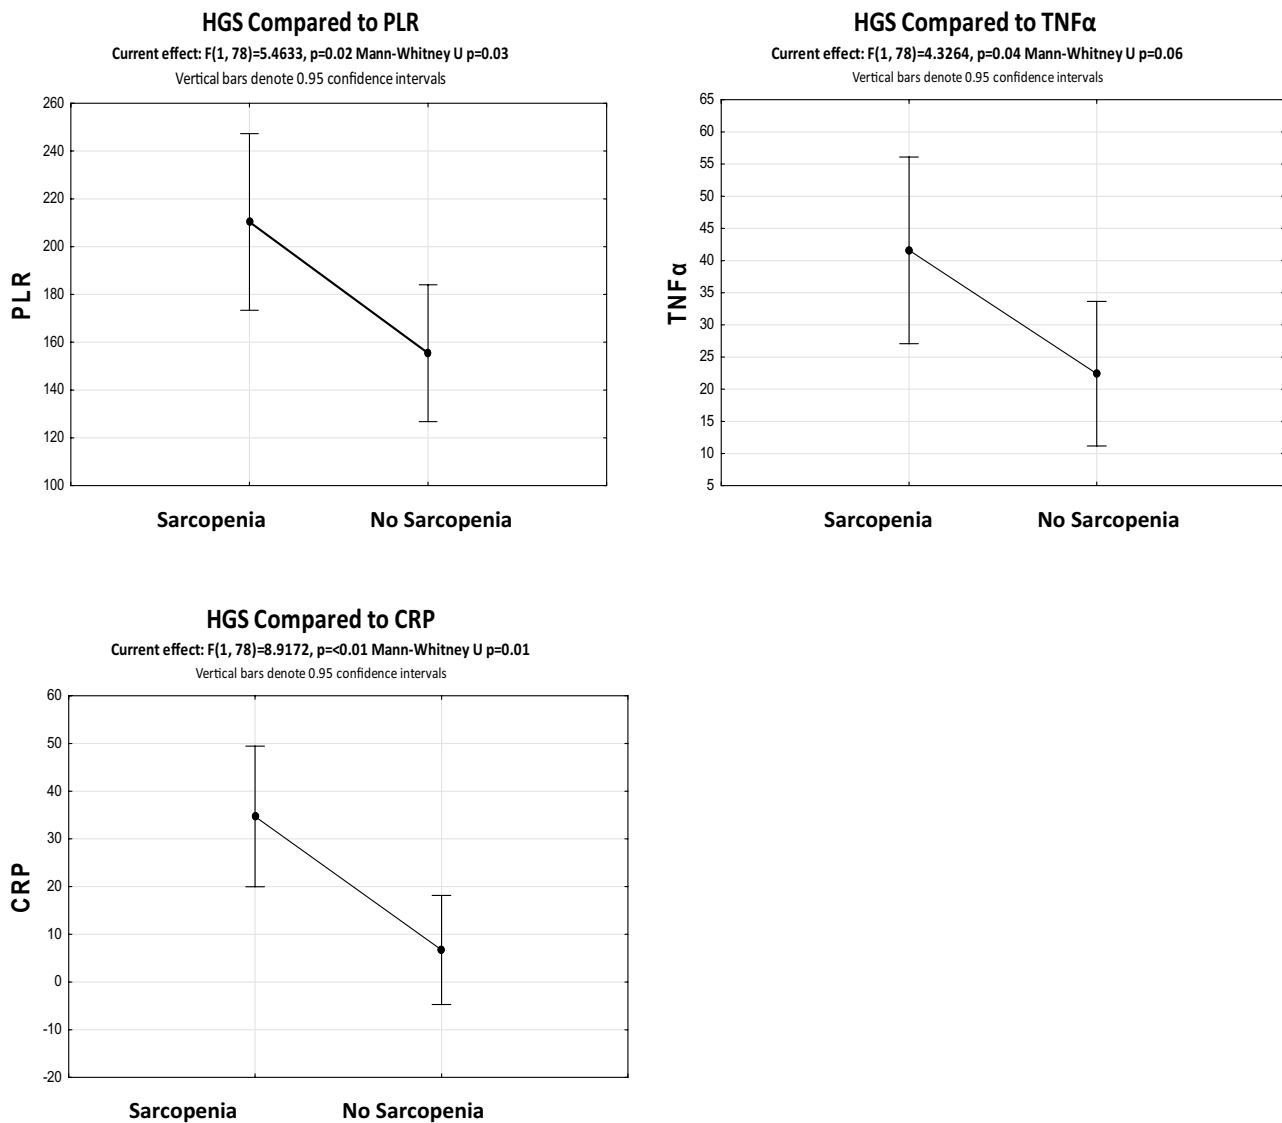 HGS Compared to PLR
Current effect: F(1, 78)=5.4633, p=0.02 Mann-Whitney U p=0.03
Vertical bars denote 0.95 confidence intervals
260
240
220
200
180
160
140
120
100
PLR
Sarcopenia No Sarcopenia
HGS Compared to TNFα
Current effect: F(1, 78)=4.3264, p=0.04 Mann-Whitney U p=0.06
Vertical bars denote 0.95 confidence intervals
65
60
55
50
45
40
35
30
25
20
15
10
5
TNFα
Sarcopenia No Sarcopenia
HGS Compared to CRP
Current effect: F(1, 78)=8.9172, p=<0.01 Mann-Whitney U p=0.01
Vertical bars denote 0.95 confidence intervals
60
50
40
30
20
10
0
-10
-20
CRP
Sarcopenia No Sarcopenia